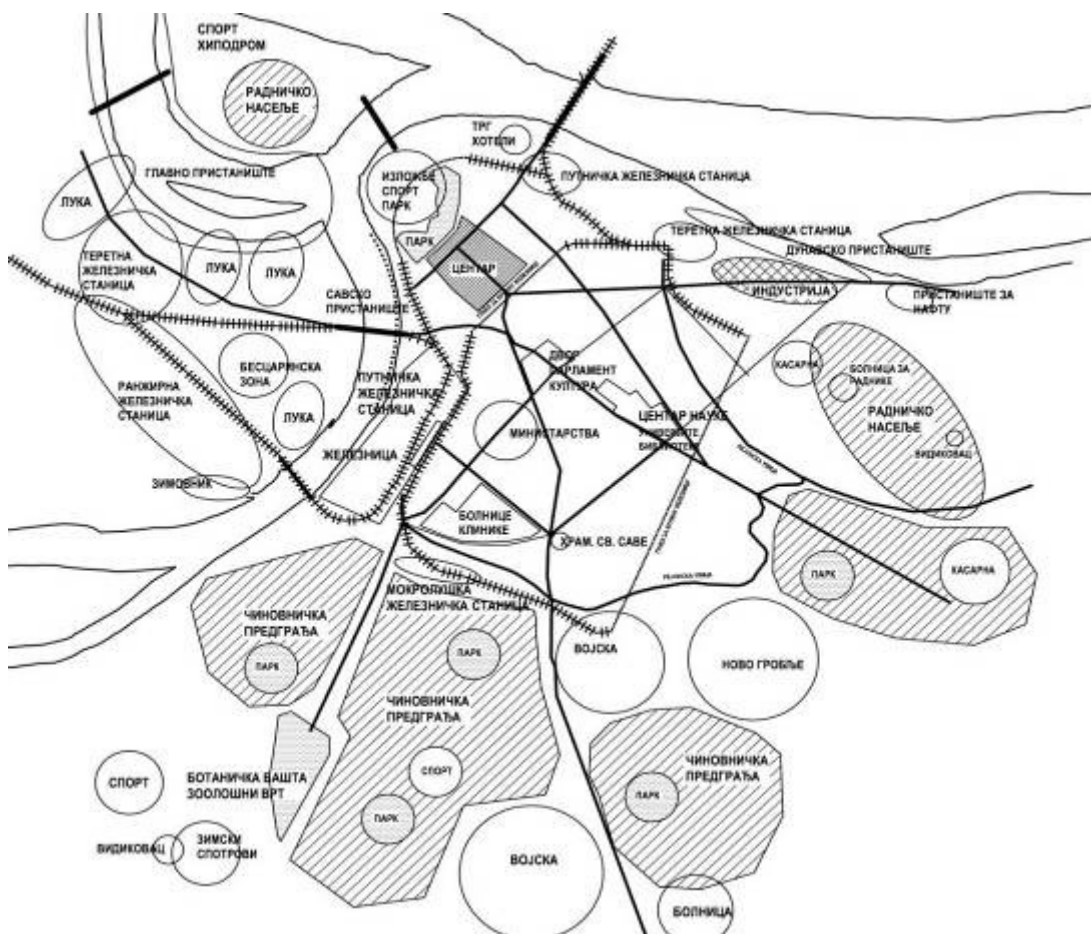 СПОРТ
ХИПОДРОМ
РАДНИЧКО
НАСЕЉЕ
ТРГ
ХОТЕЛИ
ГЛАВНО ПРИСТАНИШТЕ
ИЗЛОЖБЕ
СПОРТ
ПАРК
ПУТНИЧКА ЖЕЛЕЗНИЧКА СТАНИЦА
ЛУКА
ПАРК
ТЕРЕТНА ЖЕЛЕЗНИЧКА СТАНИЦА
ДУНАВСКО ПРИСТАНИШТЕ
ТЕРЕТНА
ЖЕЛЕЗНИЧКА
СТАНИЦА
ЛУКА
ЛУКА
ЦЕНТАР
ИНДУСТРИЈА
ПРИСТАНИШТЕ ЗА
НАФТУ
САВСКО
ПРИСТАНИШТЕ
БЕСЦАРИНСКА
ЗОНА
ПУТНИЧКА
ЖЕЛЕЗНИЧКА
СТАНИЦА
ДВОР
ПАРЛАМЕНТ
КУЛТУРА
КАСАРНА
БОЛНИЦА ЗА
РАДНИКЕ
РАНЖИРНА
ЖЕЛЕЗНИЧКА
СТАНИЦА
ЛУКА
МИНИСТАРСТВА
ЦЕНТАР НАУКЕ
УНИВЕРЗИТЕТ
БИБЛИОТЕКЕ
РАДНИЧКО
НАСЕЉЕ
ВИДИКОВАЦ
ЖЕЛЕЗНИЦА
ЗИМОВНИК
БОЛНИЦЕ
КЛИНИКЕ
ХРАМ. СВ. САВЕ
ПАРК
КАСАРНА
МОКРОЛУШКА
ЖЕЛЕЗНИЧКА СТАНИЦА
ЧИНОВНИЧКА
ПРЕДГРАЂА
ПАРК
ПАРК
ВОЈСКА
НОВО ГРОБЉЕ
ЧИНОВНИЧКА
ПРЕДГРАЂА
ЧИНОВНИЧКА
ПРЕДГРАЂА
СПОРТ
БОТАНИЧКА БАШТА
ЗООЛОШНИ ВРТ
СПОРТ
ПАРК
ПАРК
ВИДИКОВАЦ
ЗИМСКИ
СПОТРОВИ
ВОЈСКА
БОЛНИЦА